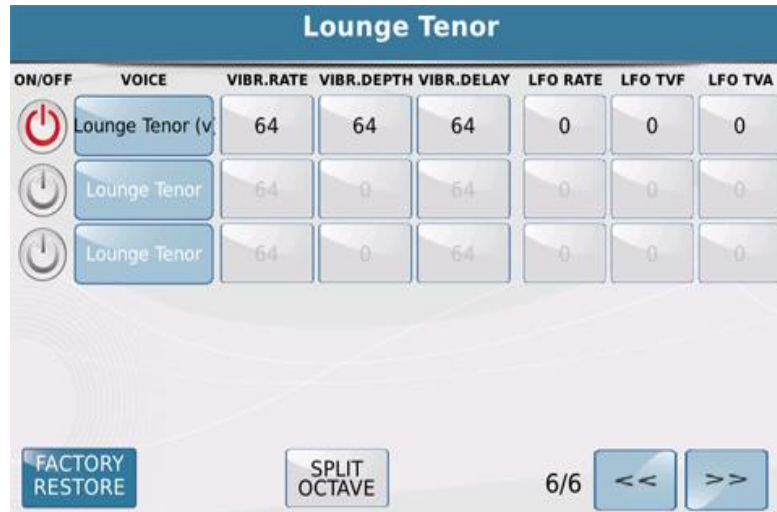 Lounge Tenor
ON/OFF VOICE VIBR.RATE VIBR.DEPTH VIBR.DELAY LFO RATE LFO TVF LFO TVA
Lounge Tenor (v 64 64 64 0 0 0
Lounge Tenor 64 0 64 0 0 0
Lounge Tenor 64 0 64 0 0 0
FACTORY
RESTORE
SPLIT
OCTAVE
6/6 << >>